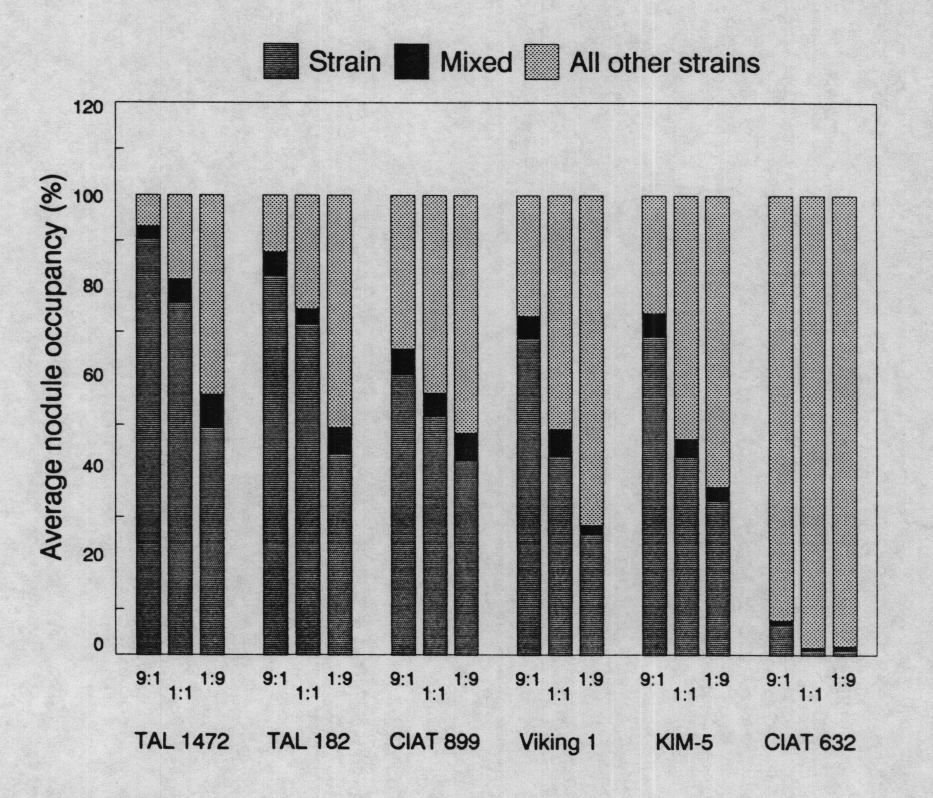 Strain Mixed All other strains
Average nodule occupancy (%)
120
100
80
60
40
20
0
9:1 1:1 1:9 9:1 1:1 1:9 9:1 1:1 1:9 9:1 1:1 1:9 9:1 1:1 1:9 9:1 1:1 1:9
TAL 1472 TAL 182 CIAT 899 Viking 1 KIM-5 CIAT 632